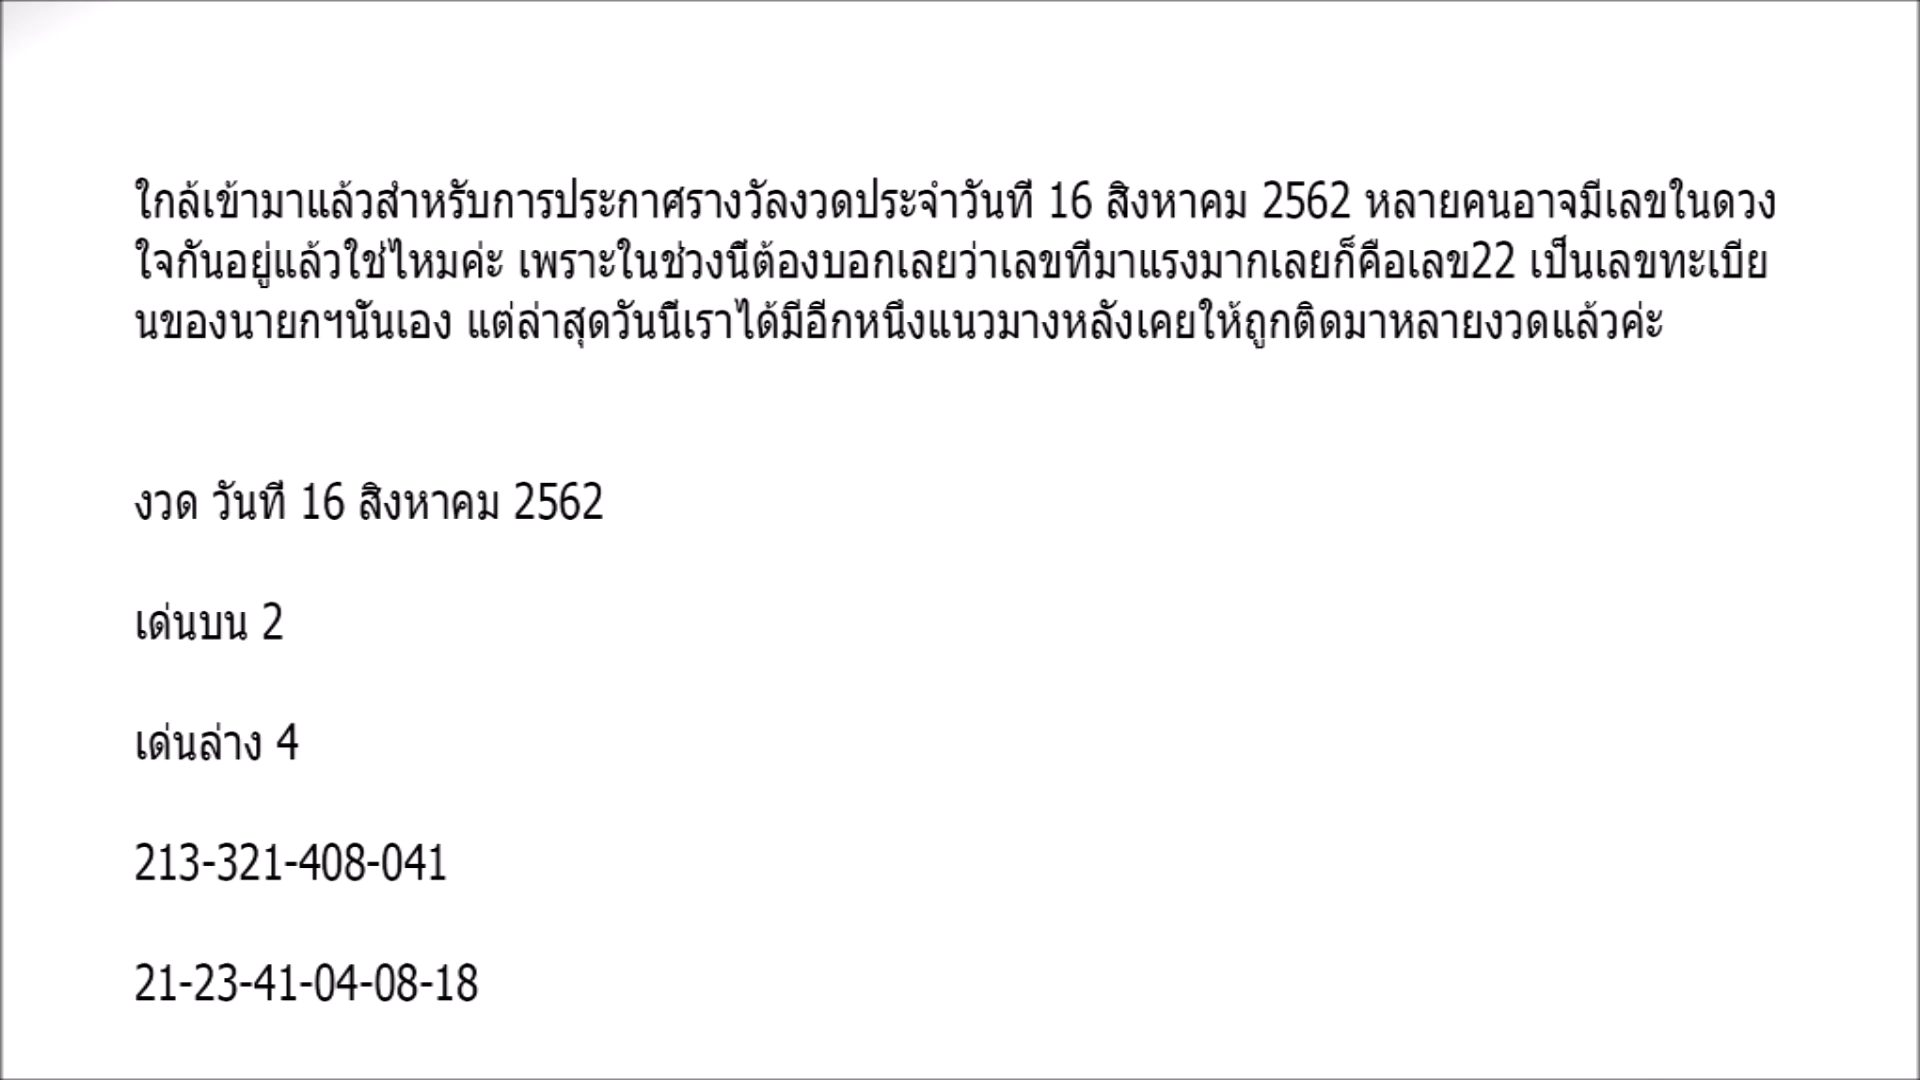 ใกล้เข้ามาแล้วสำหรับการประกาศรางวัลงวดประจำวันที่ 16 สิงหาคม 2562 หลายคนอาจมีเลขในดวง
ใจกันอยู่แล้วใช่ไหมค่ะ เพราะในช่วงนี้ต้องบอกเลยว่าเลขที่มาแรงมากเลยก็คือเลข22 เป็นเลขทะเบีย
นของนายกฯนั่นเอง แต่ล่าสุดวันนี้เราได้มีอีกหนึ่งแนวมางหลังเคยให้ถูกติดมาหลายงวดแล้วค่ะ
งวด วันที่ 16 สิงหาคม 2562
เด่นบน 2
เด่นล่าง 4
213-321-408-041
21-23-41-04-08-18